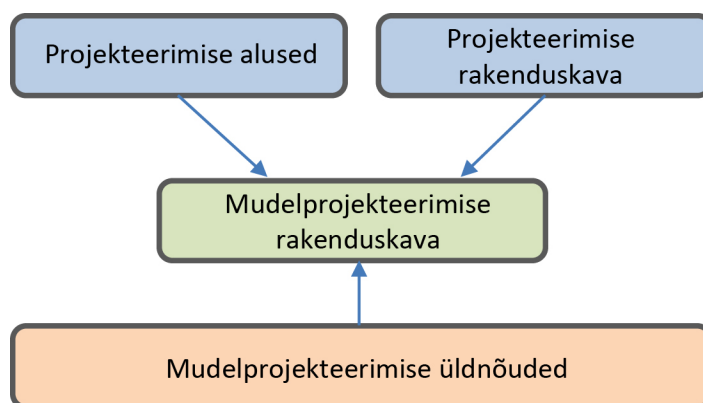 Projekteerimise alused
Projekteerimise
rakenduskava
Mudelprojekteerimise
rakenduskava
Mudelprojekteerimise üldnõuded